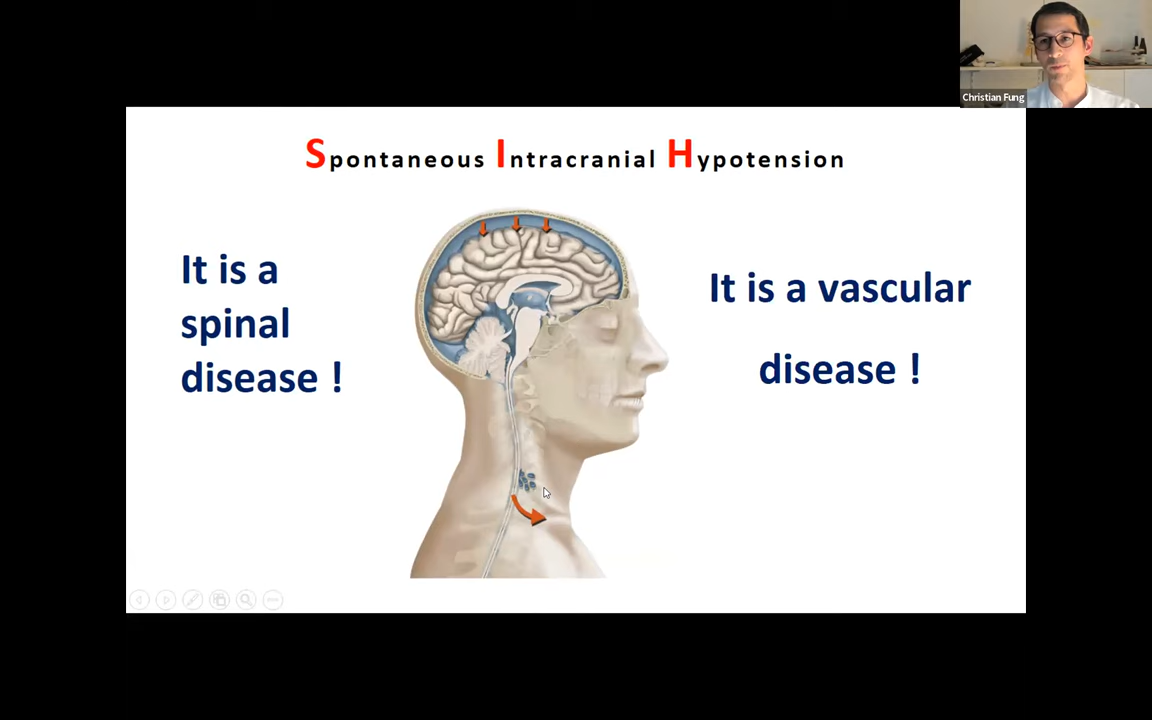 Christian Fung
Spontaneous Intracranial Hypotension
It is a
spinal
disease !
It is a vascular
disease !